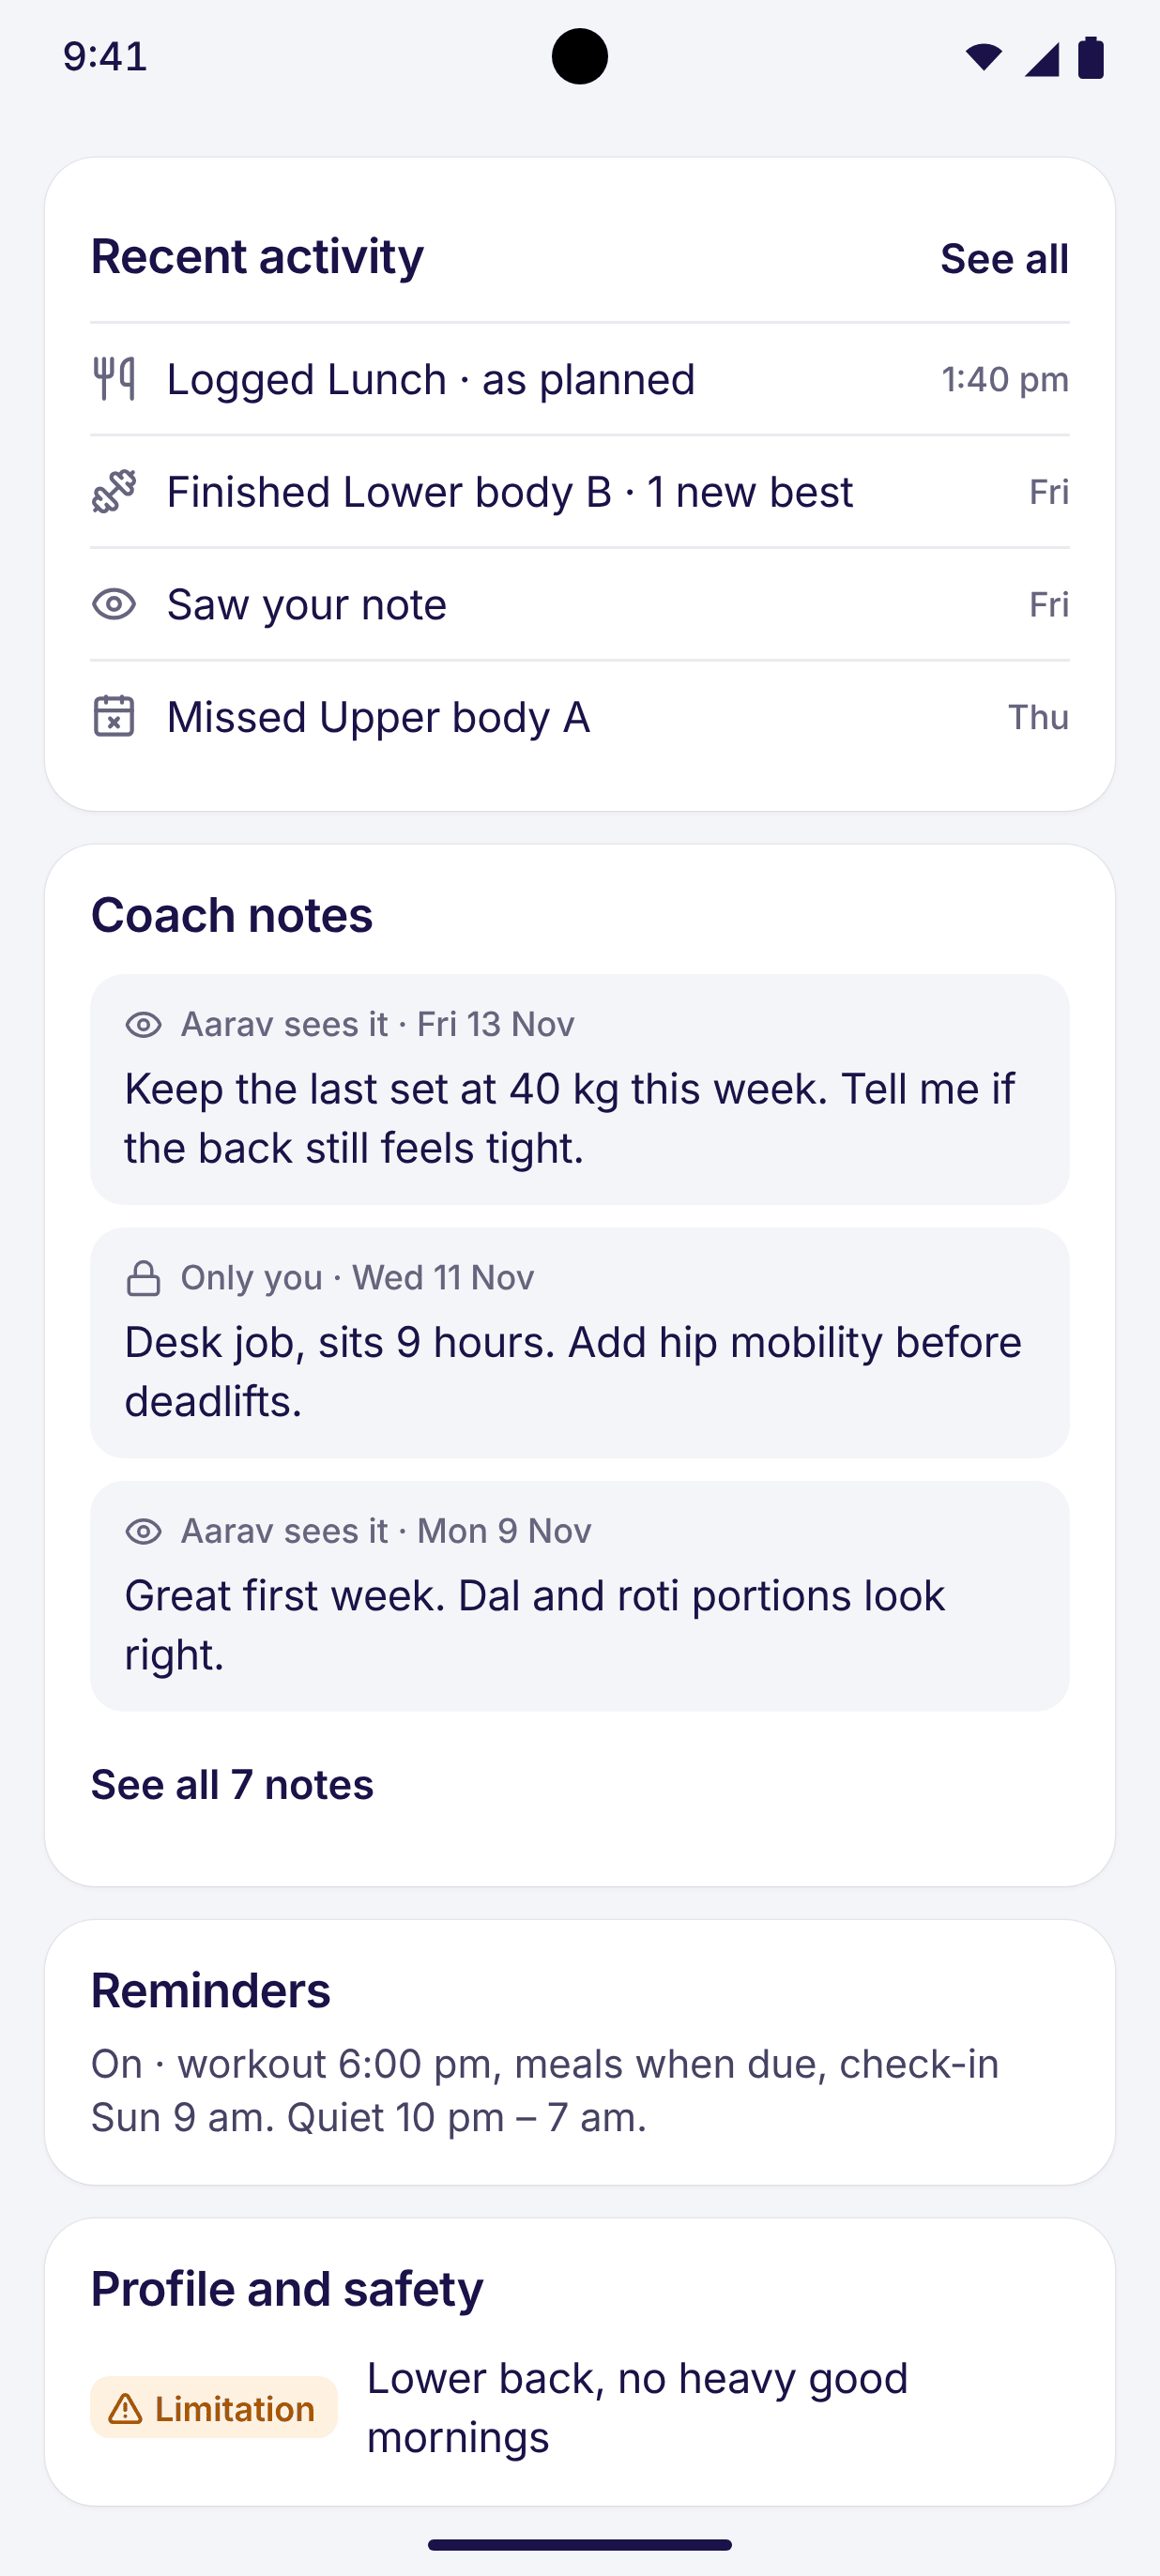 9:41
Recent activity
See all
Logged Lunch · as planned
1:40 pm
Finished Lower body B · 1 new best
Fri
Saw your note
Fri
Missed Upper body A
Thu
Coach notes
Aarav sees it · Fri 13 Nov
Keep the last set at 40 kg this week. Tell me if
the back still feels tight.
Only you · Wed 11 Nov
Desk job, sits 9 hours. Add hip mobility before
deadlifts.
Aarav sees it · Mon 9 Nov
Great first week. Dal and roti portions look
right.
See all 7 notes
Reminders
On · workout 6:00 pm, meals when due, check-in
Sun 9 am. Quiet 10 pm – 7 am.
Profile and safety
Limitation
Lower back, no heavy good
mornings